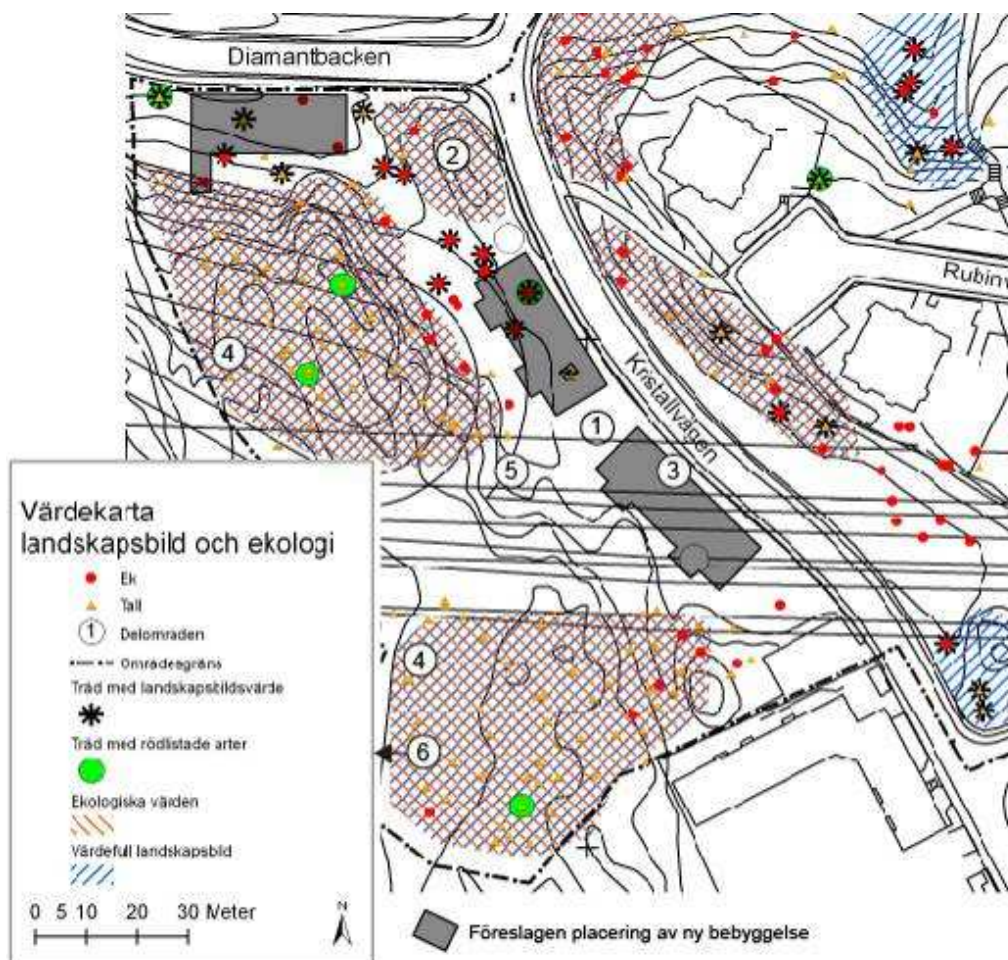 Diamantbacken
2
Rubin
4
Kristallvägen
1
5
3
Värdekarta
landskapsbild och ekologi
Ek
Tall
1 Delområden
Områdesgräns
Träd med landskapsbildsvärde
Träd med rödlistade arter
Ekologiska värden
Värdefull landskapsbild
0 5 10 20 30 Meter
N
4
6
Föreslagen placering av ny bebyggelse